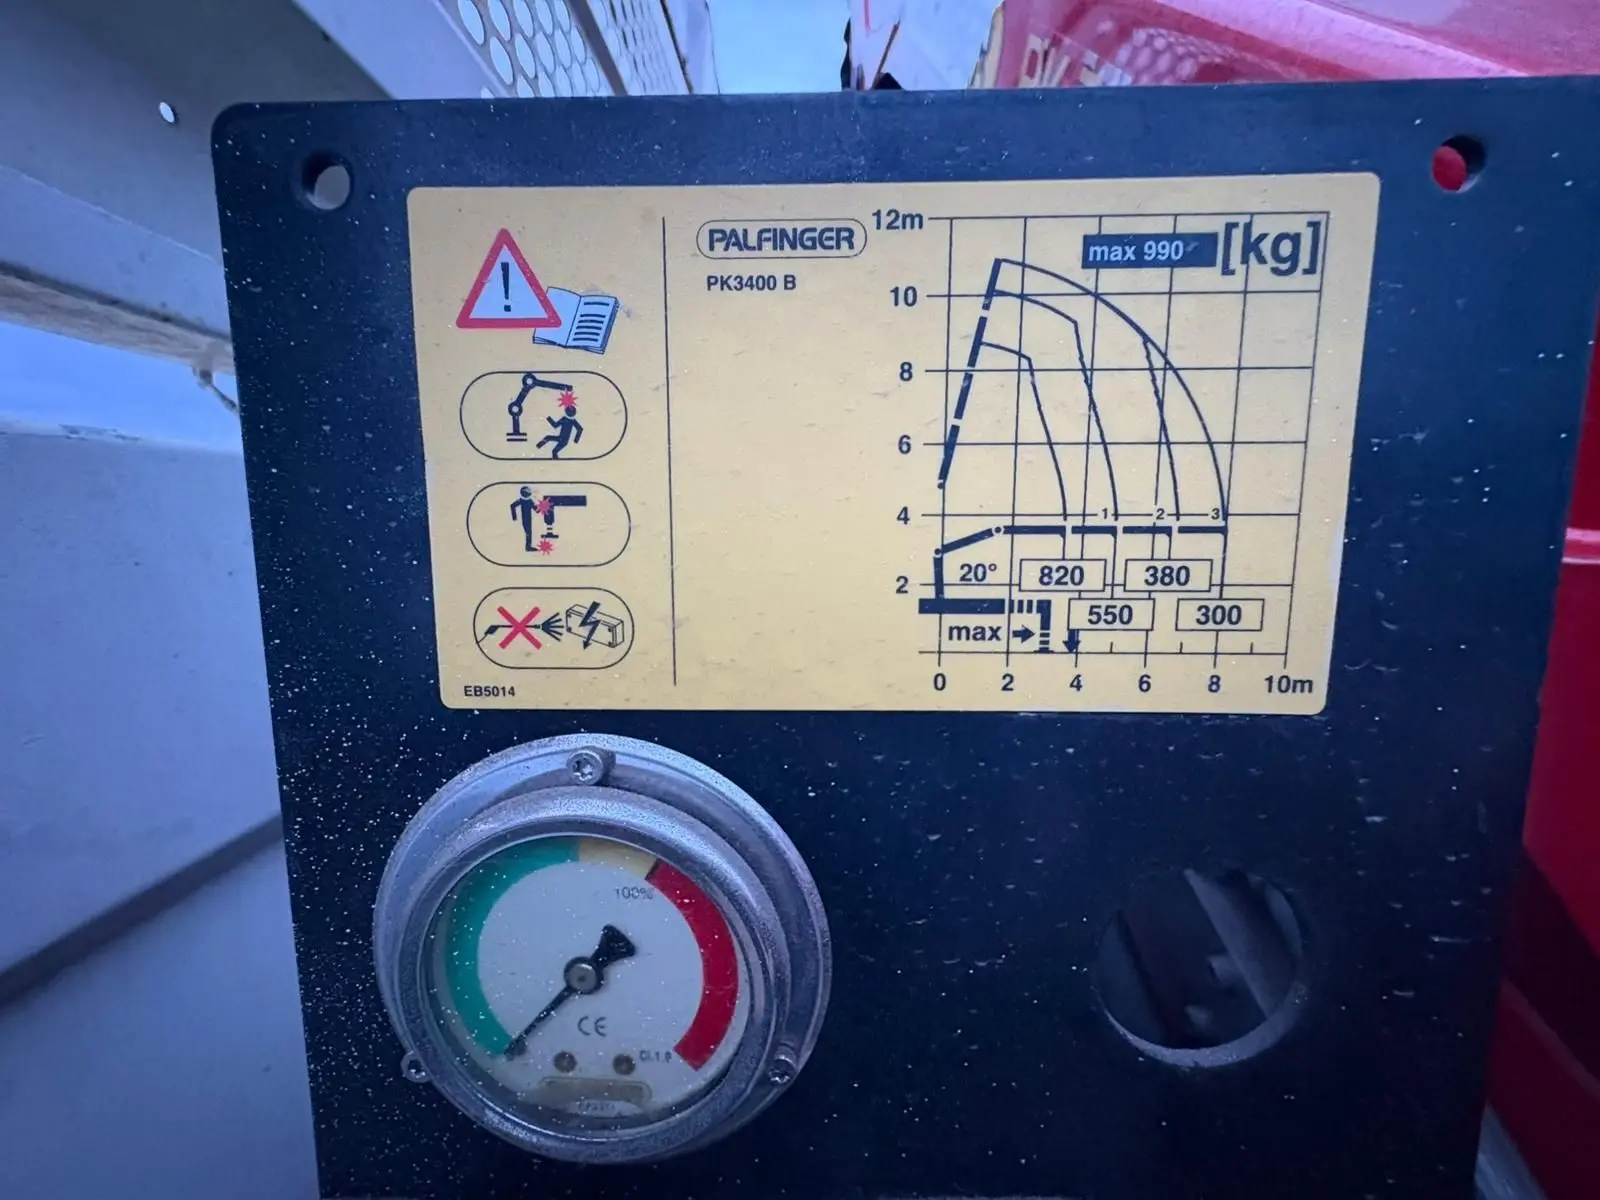 PALFINGER
PK3400 B
12m
max 990
[kg]
10
8
6
4
1 2 3
20° 820 380
2
550 300
max
0 2 4 6 8 10m
EB5014
100%
CE
Cl.1.6